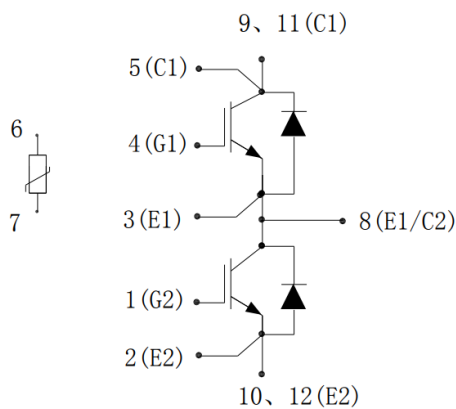 9、11(C1)
5(C1)
6
4(G1)
7
3(E1)
8(E1/C2)
1(G2)
2(E2)
10、12(E2)